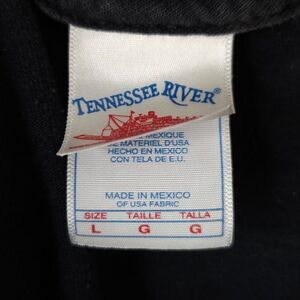 TENNESSEE RIVER®
MEXIQUE
DE MATERIEL D'USA
HECHO EN MEXICO
CON TELA DE E.U.
MADE IN MEXICO
OF USA FABRIC
SIZE TAILLE TALLA
L G G